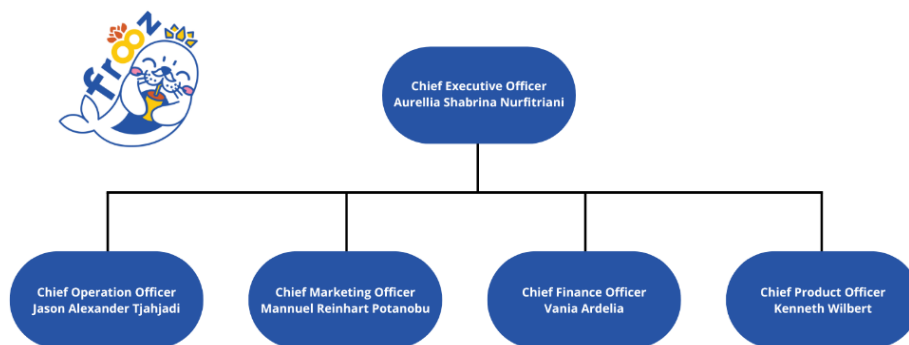 frooz
Chief Executive Officer
Aurellia Shabrina Nurfitriani
Chief Operation Officer
Jason Alexander Tjahjadi
Chief Marketing Officer
Mannuel Reinhart Potanobu
Chief Finance Officer
Vania Ardelia
Chief Product Officer
Kenneth Wilbert